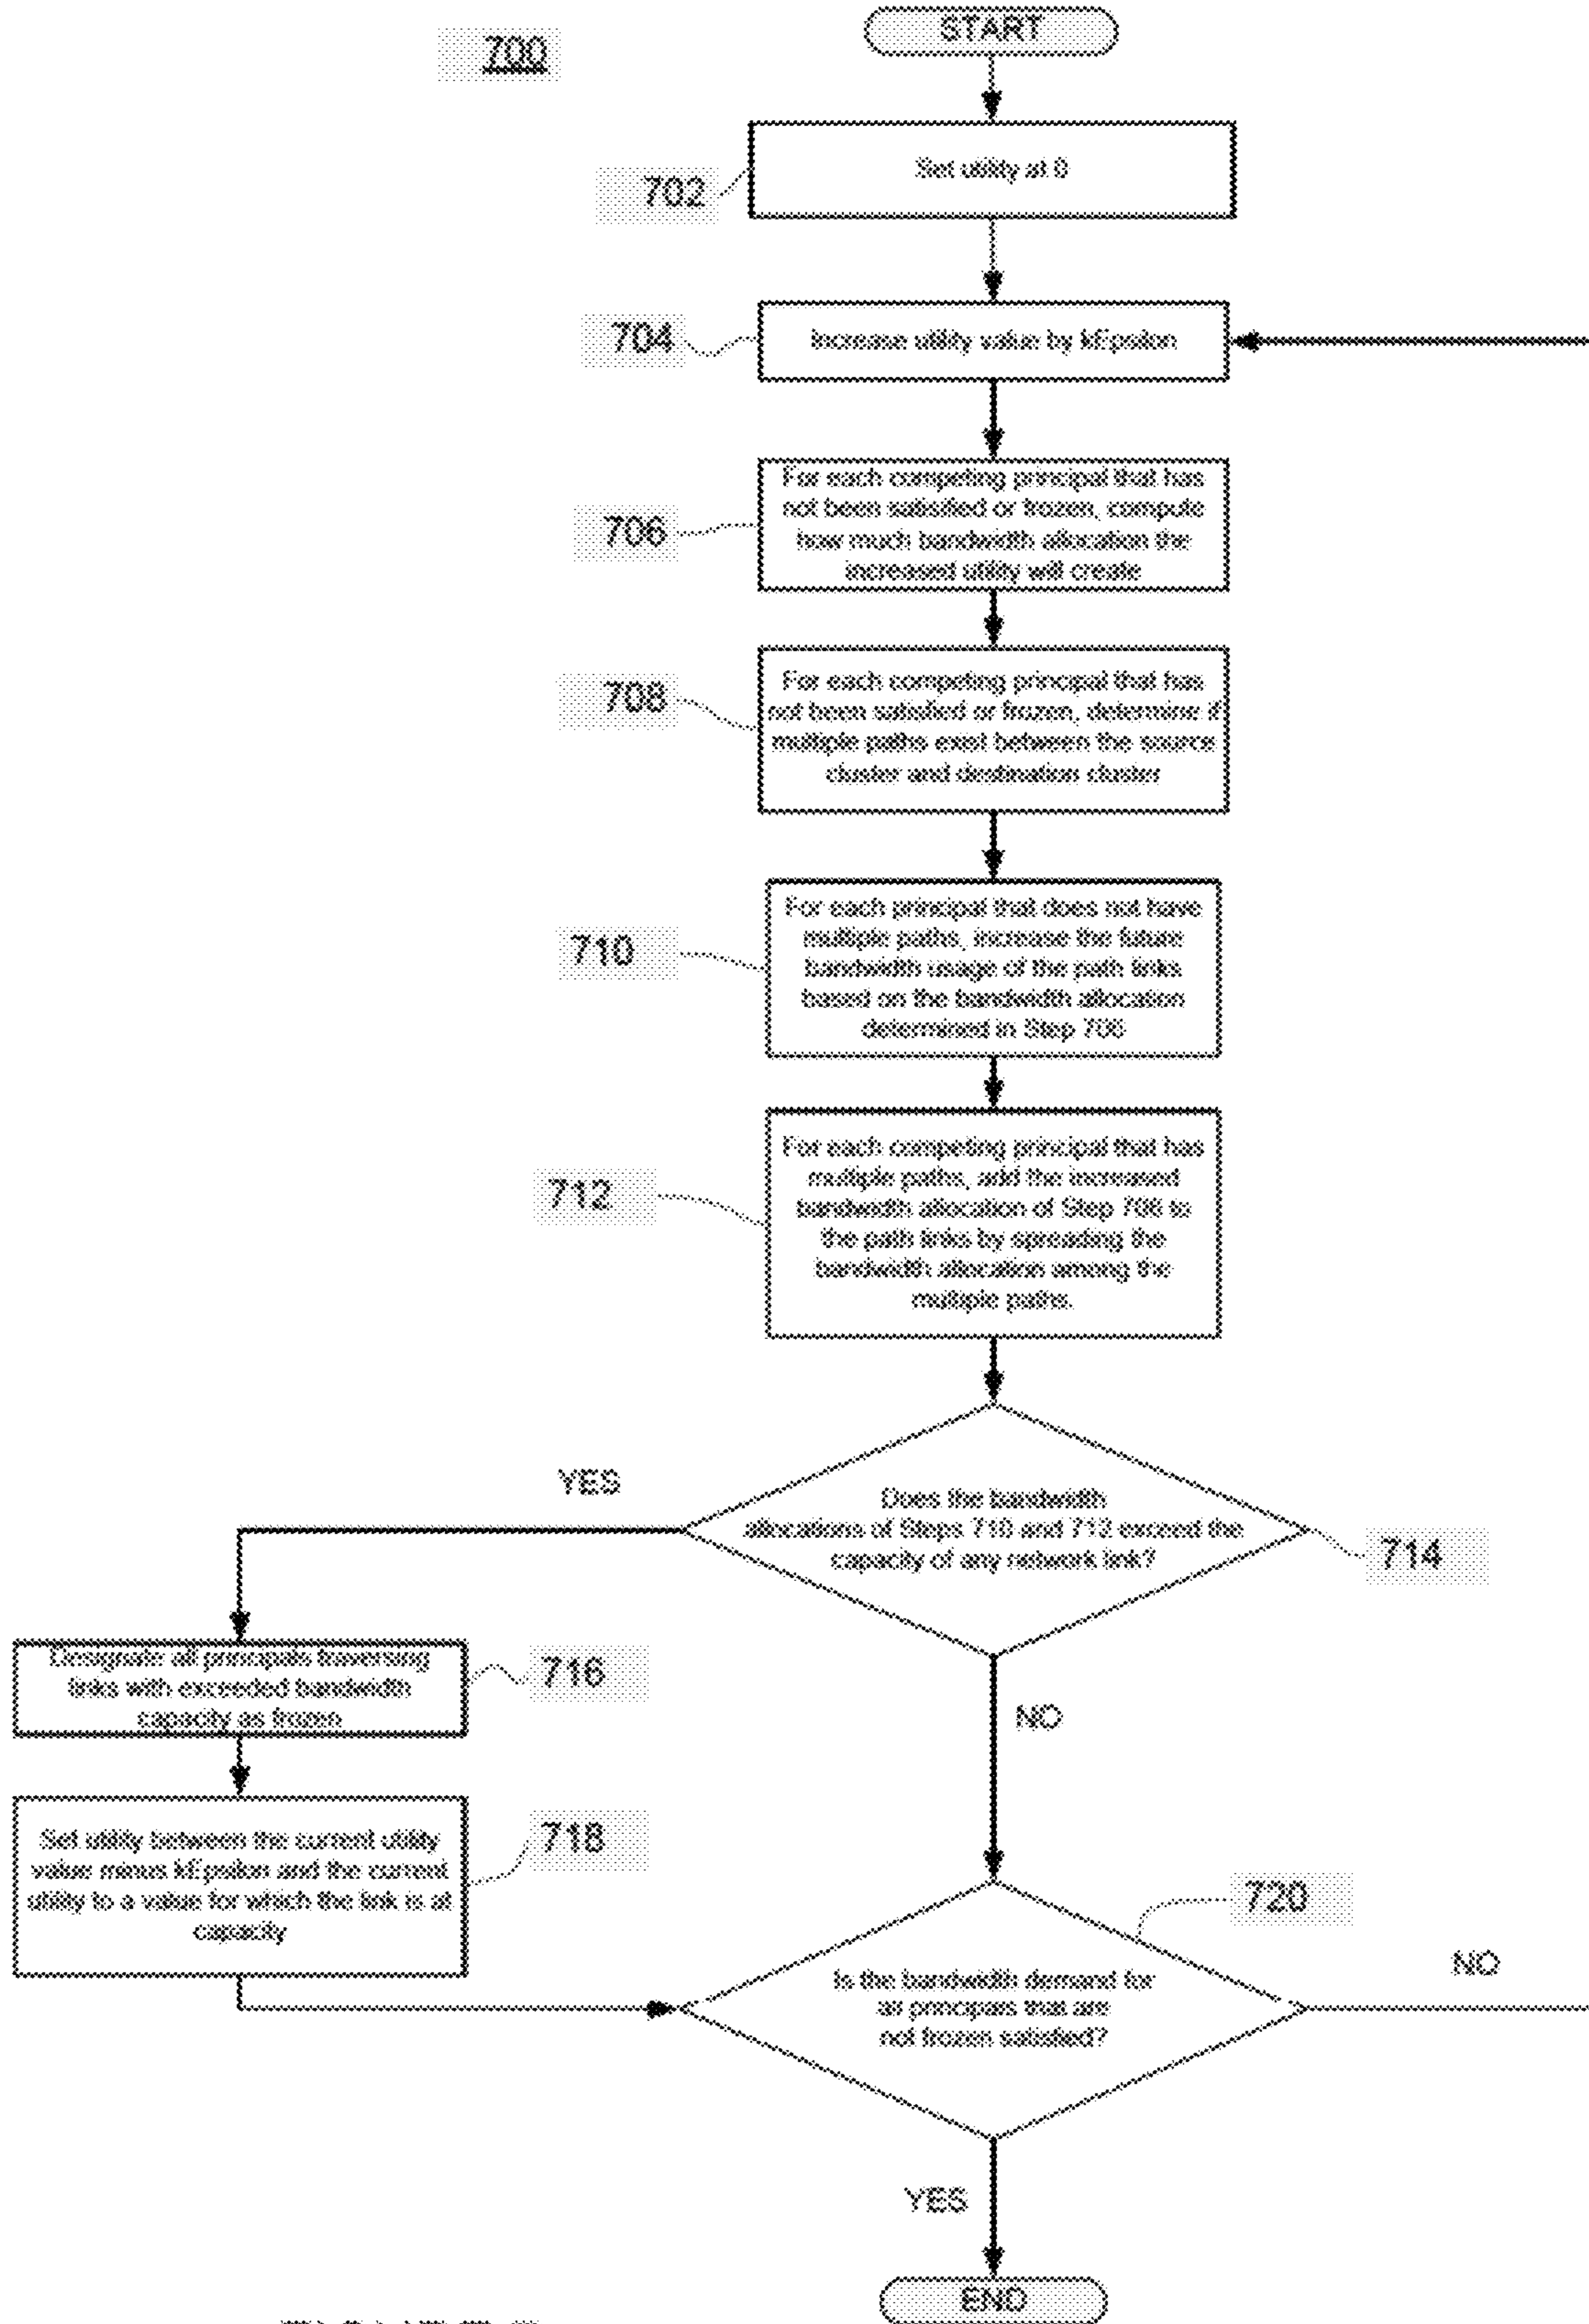 START
700
Set utility at 0
702
704
Increase utility value by kEpsilon
For each competing principal that has
not been satisified or frozen, compute
how much bandwidth allocation the
increased utility will create
706
For each competing principal that has
not been satisfied or frozen, determine if
multiple paths exist between the source
cluster and destination cluster
708
For each principal that does not have
multiple paths, increase the future
bandwidth usage of the path links
based on the bandwidth allocation
determined in Step 706
710
For each competing principal that has
multiple paths, add the increased
bandwidth allocation of Step 706 to
the path links by spreading the
bandwidth allocation among the
multiple paths.
712
YES
Does the bandwidth
allocations of Steps 710 and 712 exceed the
capacity of any network link?
714
Designate all principals traversing
links with exceeded bandwidth
capacity as frozen
716
NO
Set utility between the current utility
value minus kEpsilon and the current
utility to a value for which the link is at
capacity
718
720
Is the bandwidth demand for
all principals that are
not frozen satisfied?
NO
YES
END